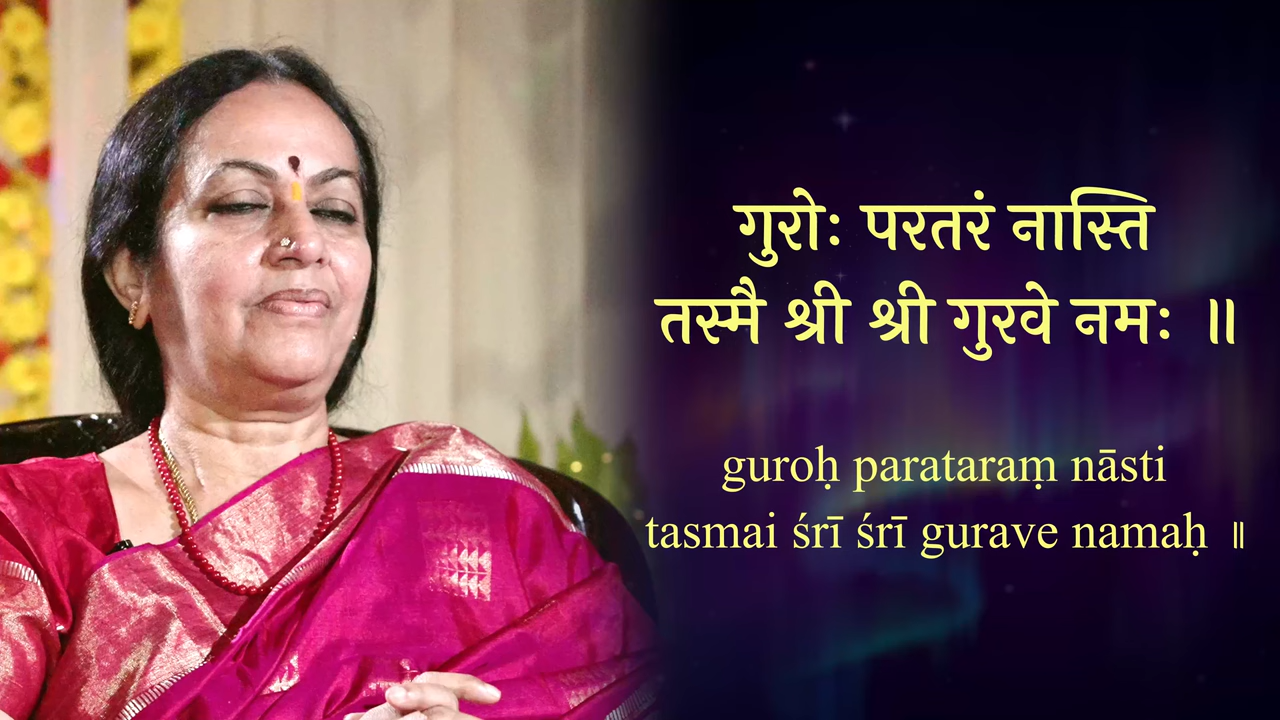 गुरोः परतरं नास्ति
तस्मै श्री श्री गुरवे नमः ॥
guroḥ parataraṃ nāsti
tasmai śrī śrī gurave namaḥ ॥